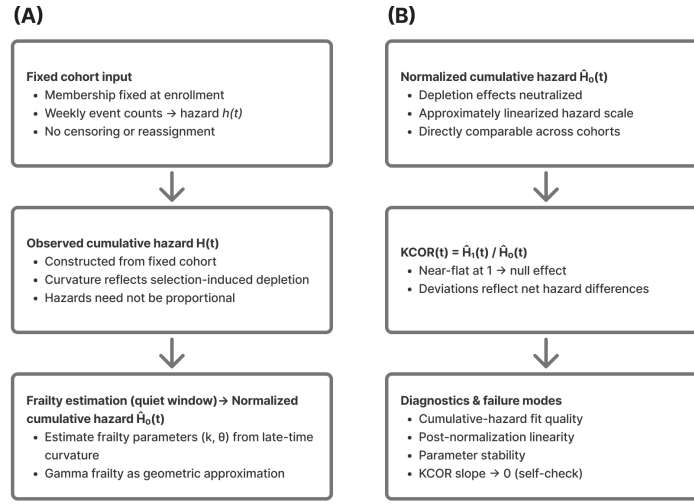 (A)
Fixed cohort input
• Membership fixed at enrollment
• Weekly event counts → hazard h(t)
• No censoring or reassignment
Observed cumulative hazard H(t)
• Constructed from fixed cohort
• Curvature reflects selection-induced depletion
• Hazards need not be proportional
Frailty estimation (quiet window)→ Normalized
cumulative hazard Ĥ₀(t)
• Estimate frailty parameters (k, θ) from late-time
curvature
• Gamma frailty as geometric approximation
(B)
Normalized cumulative hazard Ĥ₀(t)
• Depletion effects neutralized
• Approximately linearized hazard scale
• Directly comparable across cohorts
KCOR(t) = Ĥ₁(t) / Ĥ₀(t)
• Near-flat at 1 → null effect
• Deviations reflect net hazard differences
Diagnostics & failure modes
• Cumulative-hazard fit quality
• Post-normalization linearity
• Parameter stability
• KCOR slope → 0 (self-check)